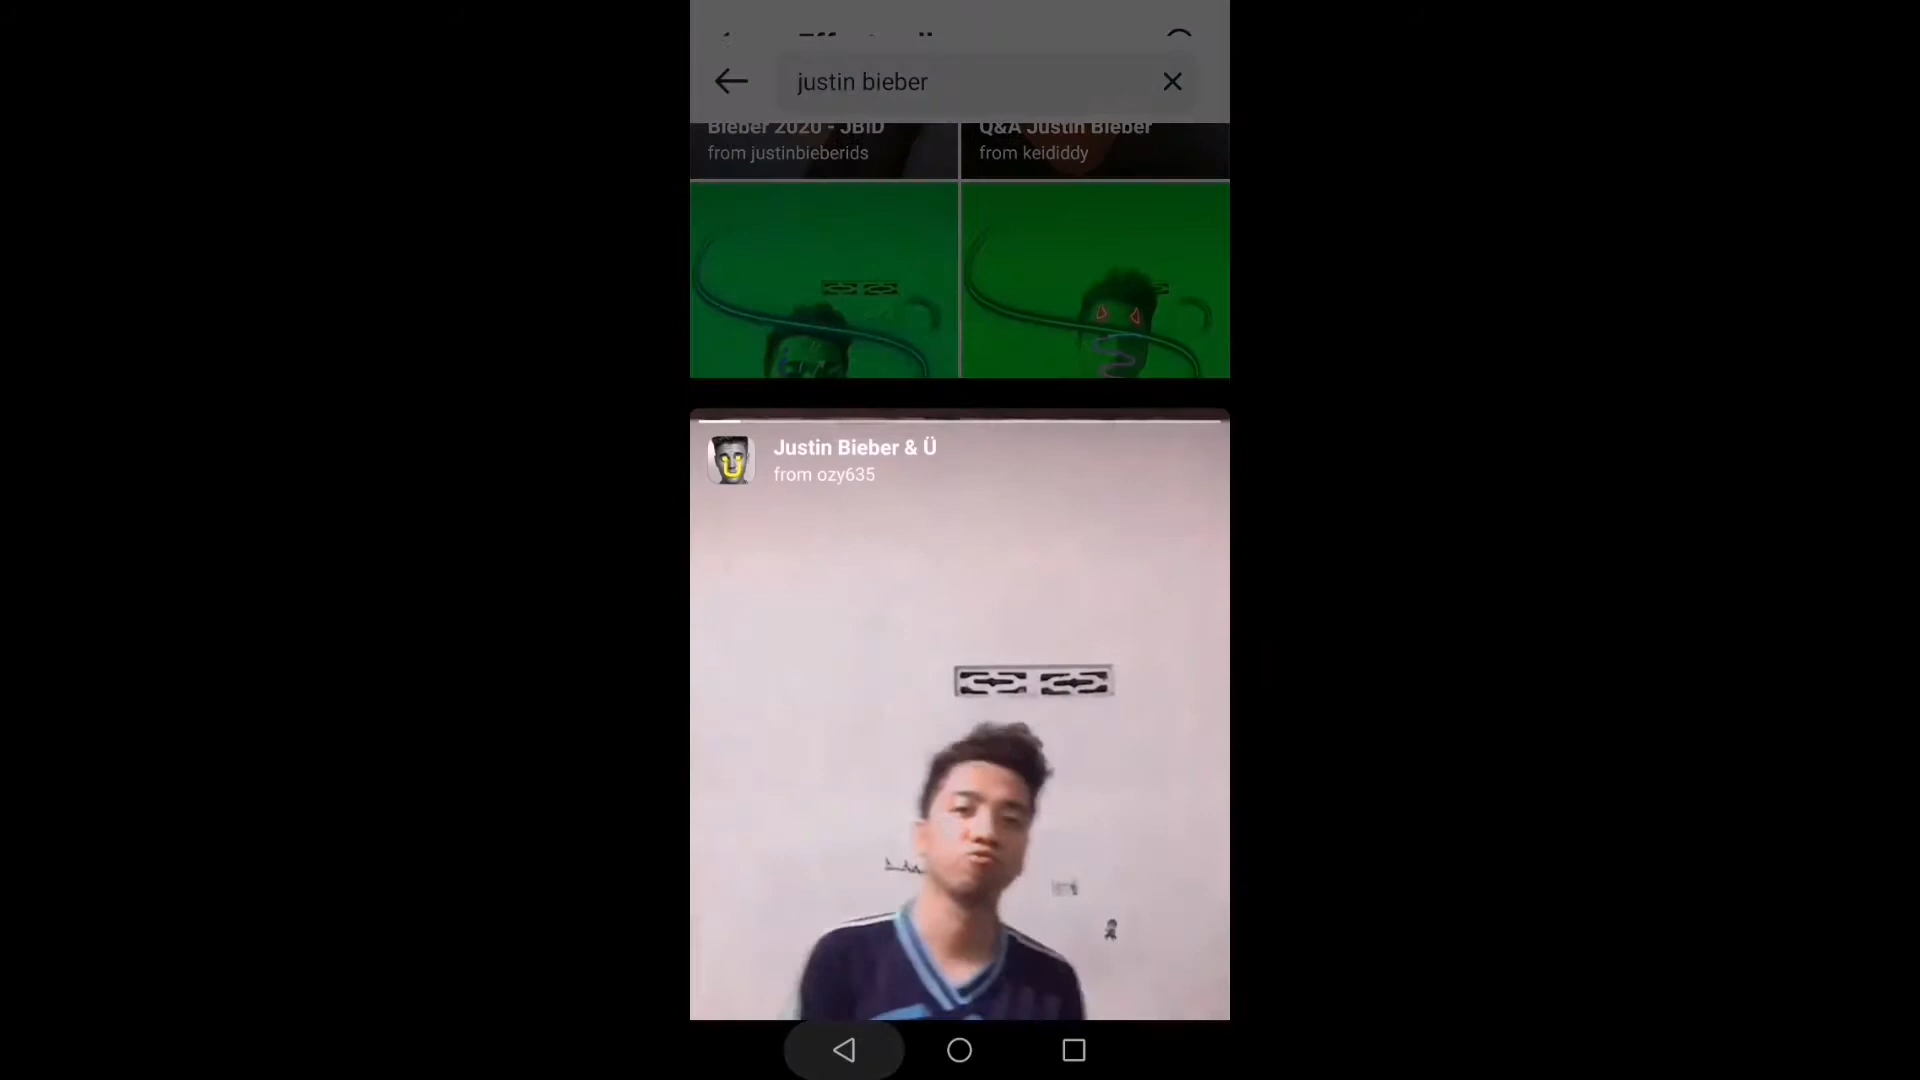 justin bieber
Bieber 2020 - JBID
from justinbieberids
Q&A Justin Bieber
from keididdy
Justin Bieber & Ü
from ozy635